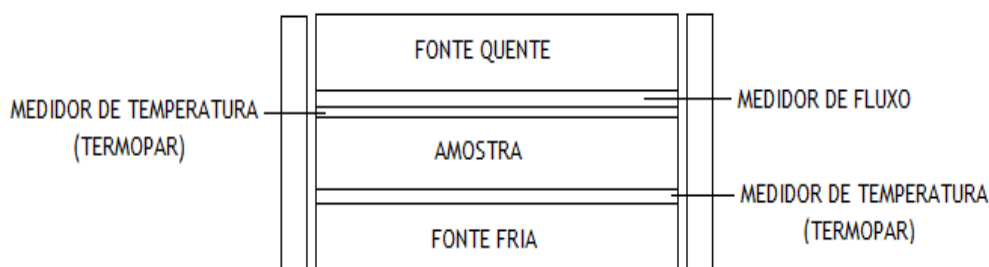 FONTE QUENTE
MEDIDOR DE FLUXO
MEDIDOR DE TEMPERATURA
(TERMOPAR)
AMOSTRA
MEDIDOR DE TEMPERATURA
(TERMOPAR)
FONTE FRIA